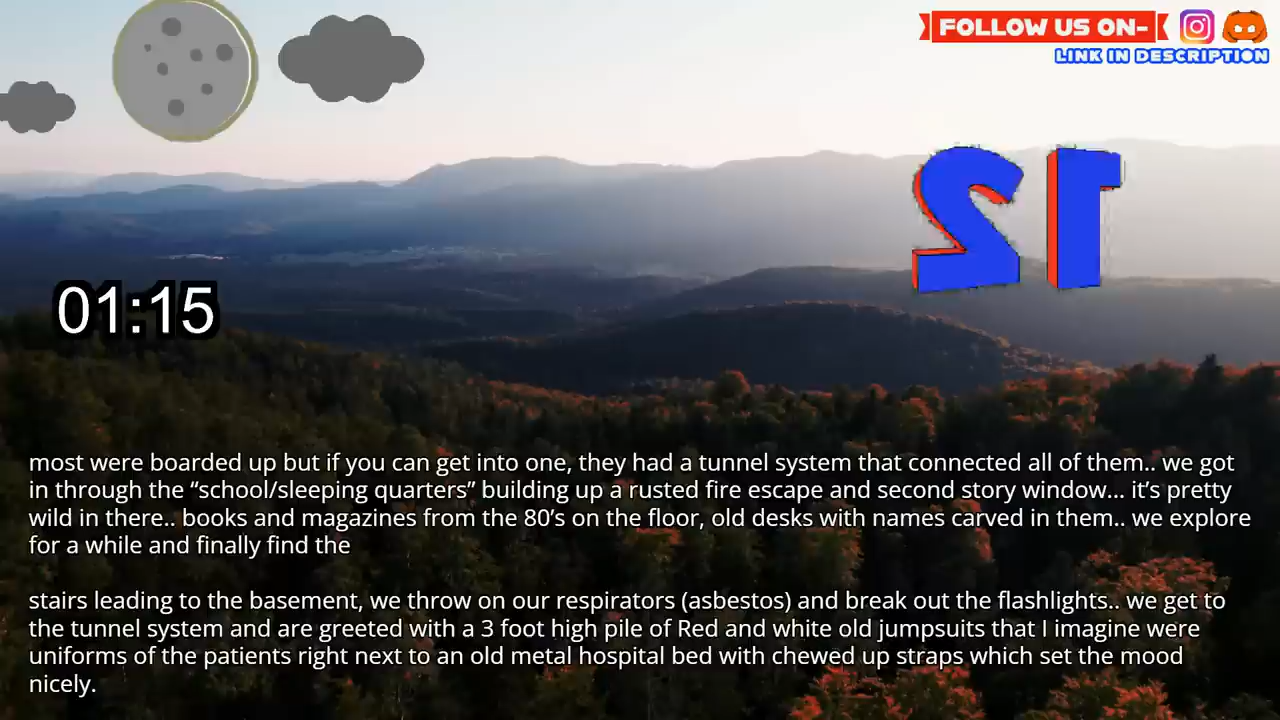 FOLLOW US ON-
LINK IN DESCRIPTION
12
01:15
most were boarded up but if you can get into one, they had a tunnel system that connected all of them.. we got
in through the “school/sleeping quarters” building up a rusted fire escape and second story window... it’s pretty
wild in there.. books and magazines from the 80’s on the floor, old desks with names carved in them.. we explore
for a while and finally find the
stairs leading to the basement, we throw on our respirators (asbestos) and break out the flashlights.. we get to
the tunnel system and are greeted with a 3 foot high pile of Red and white old jumpsuits that I imagine were
uniforms of the patients right next to an old metal hospital bed with chewed up straps which set the mood
nicely.